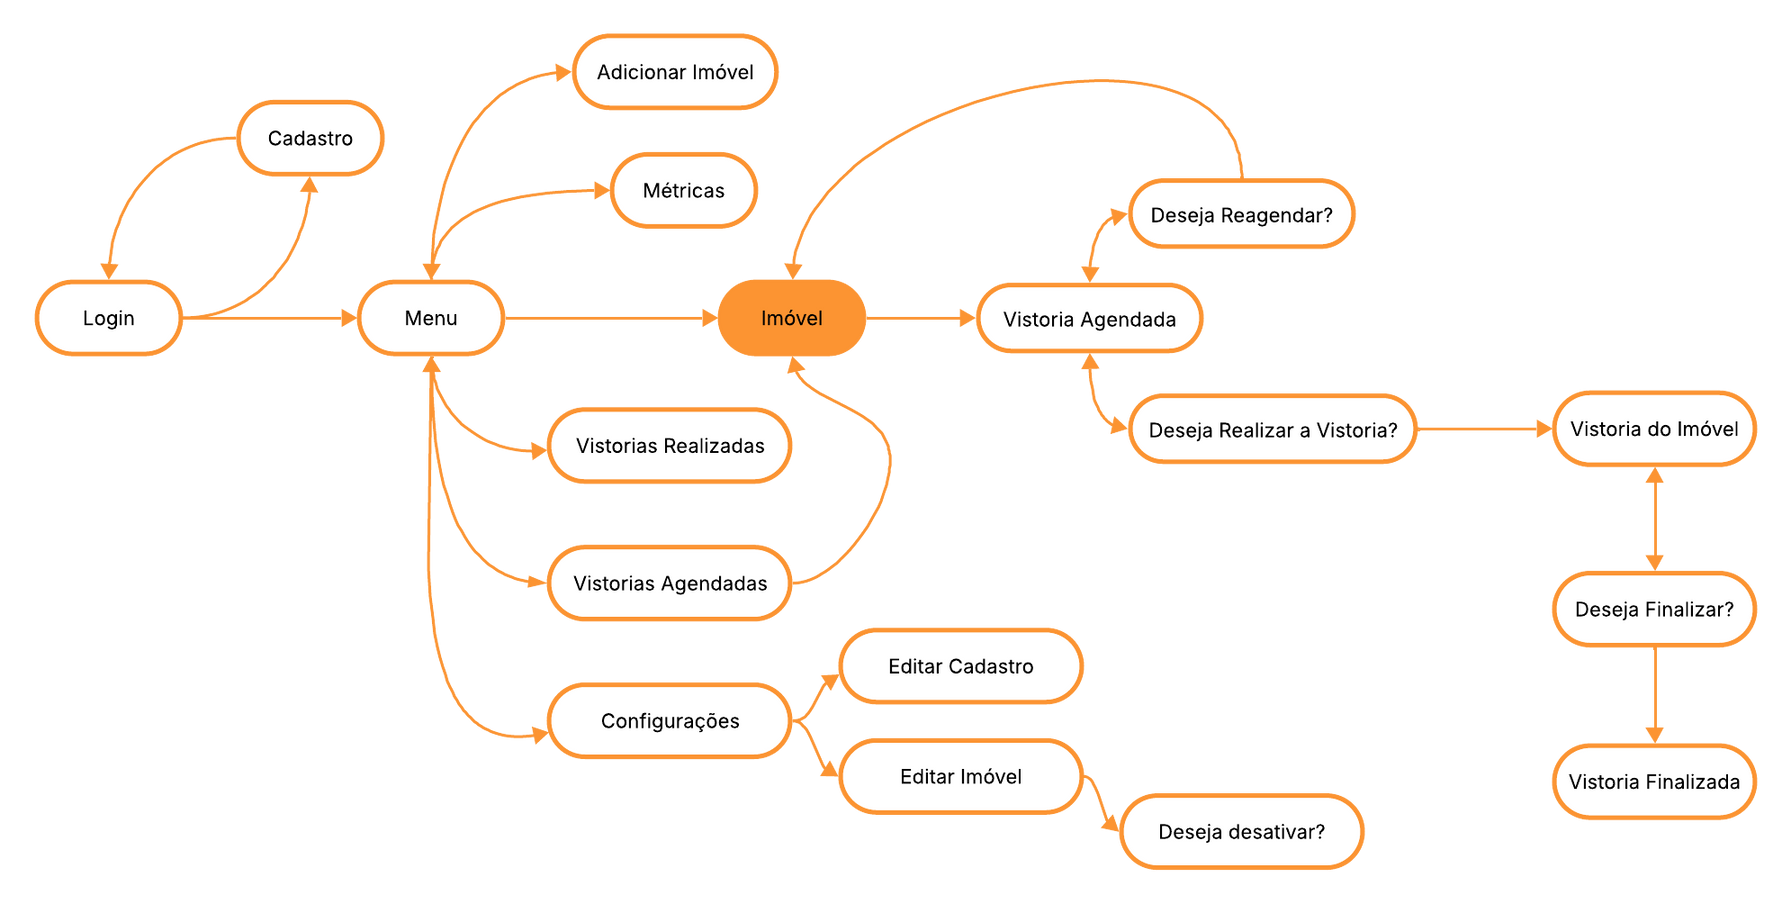 Adicionar Imóvel
Cadastro
Métricas
Deseja Reagendar?
Login
Menu
Imóvel
Vistoria Agendada
Vistorias Realizadas
Deseja Realizar a Vistoria?
Vistoria do Imóvel
Vistorias Agendadas
Deseja Finalizar?
Editar Cadastro
Configurações
Editar Imóvel
Vistoria Finalizada
Deseja desativar?